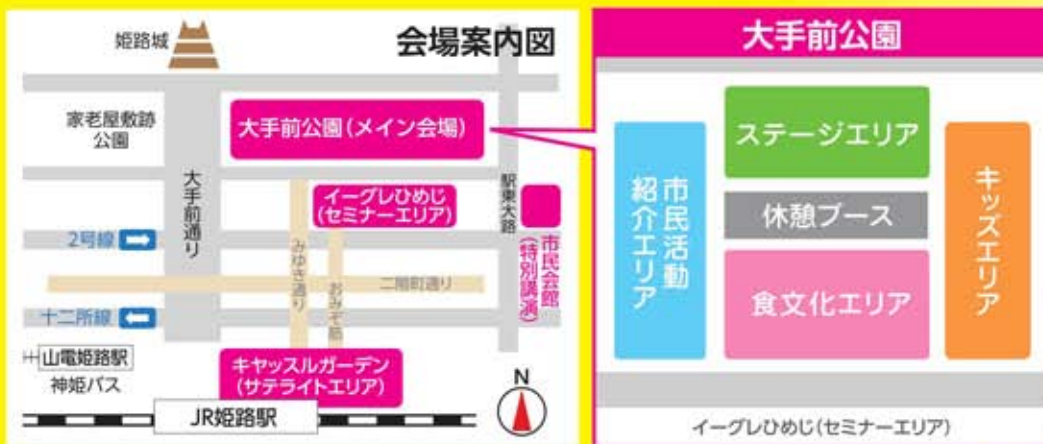 会場案内図
姫路城
家老屋敷跡
公園
大手前公園(メイン会場)
大手前通り
イーグレひめじ
(セミナーエリア)
駅東大路
市民会館
(特別講演)
2号線
みゆき通り
おみぞ筋
二階町通り
十二所線
山電姫路駅
神姫バス
キャッスルガーデン
(サテライトエリア)
JR姫路駅
N
大手前公園
ステージエリア
市民活動
紹介エリア
休憩ブース
キッズエリア
食文化エリア
イーグレひめじ(セミナーエリア)